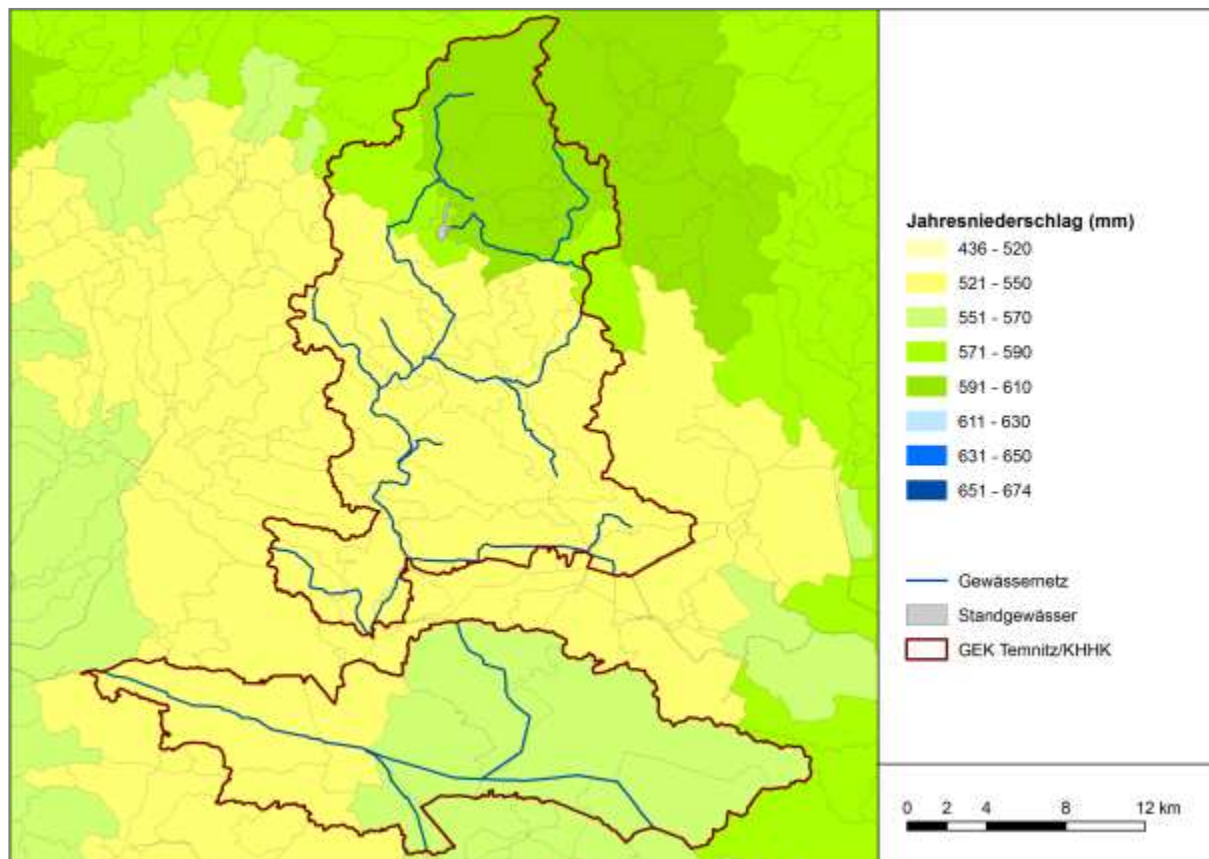 Jahresniederschlag (mm)
436 - 520
521 - 550
551 - 570
571 - 590
591 - 610
611 - 630
631 - 650
651 - 674
Gewässernetz
Standgewässer
GEK Temnitz/KHHK
0 2 4 8 12 km